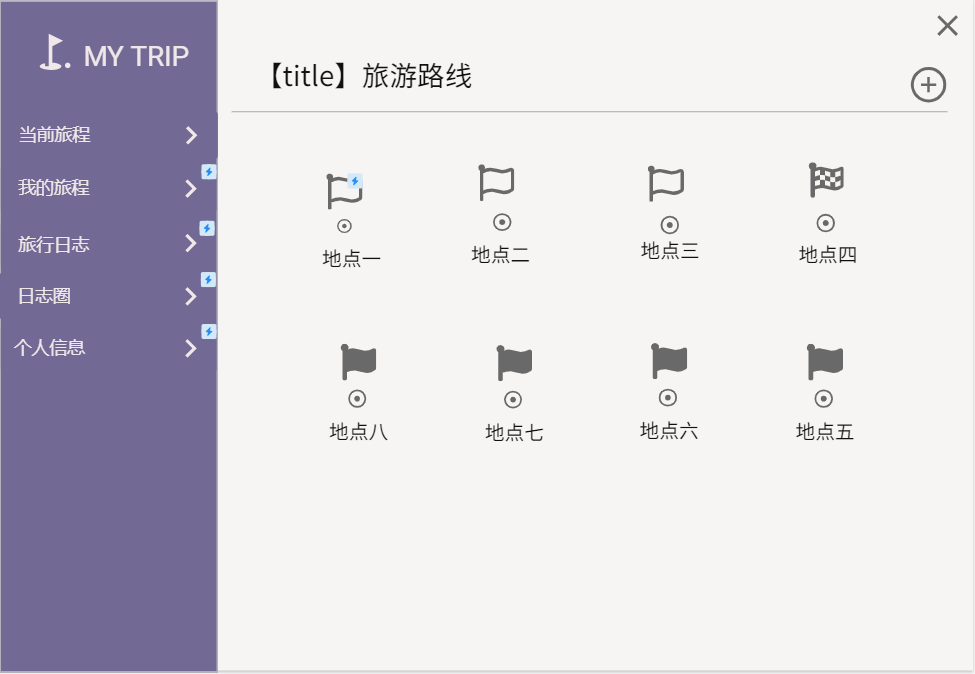 MY TRIP
当前旅程
我的旅程
旅行日志
日志圈
个人信息
【title】旅游路线
地点一
地点二
地点三
地点四
地点八
地点七
地点六
地点五